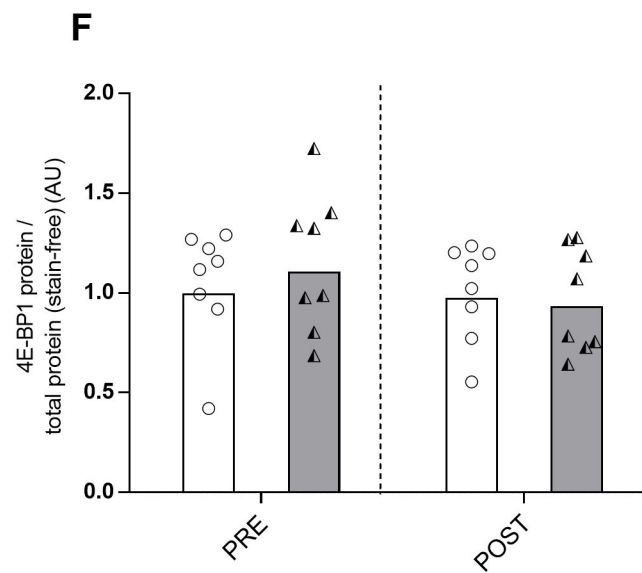 F
4E-BP1 protein /
total protein (stain-free) (AU)
2.0
1.5
1.0
0.5
0.0
PRE
POST